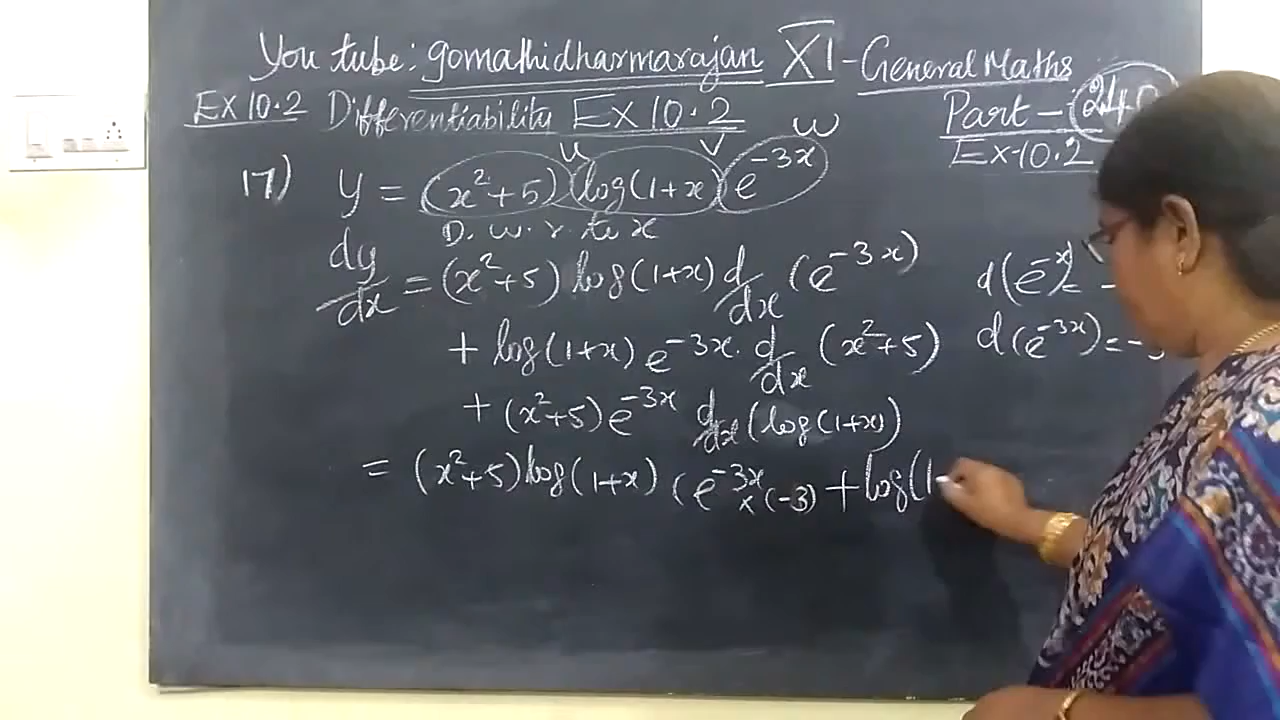 You tube: gomathidharmarajan XI - General Maths
Ex 10.2 Differentiability Ex 10.2 Part - 240
Ex-10.2
u v w
17) y = (x²+5) log(1+x) e^-3x
D. w. r. to x
dy/dx = (x²+5) log(1+x) d/dx (e^-3x)
+ log(1+x) e^-3x. d/dx (x²+5)
+ (x²+5) e^-3x d/dx (log(1+x))
= (x²+5) log(1+x) (e^-3x × (-3) + log(1+
d(e^-x) = -
d(e^-3x) = -3